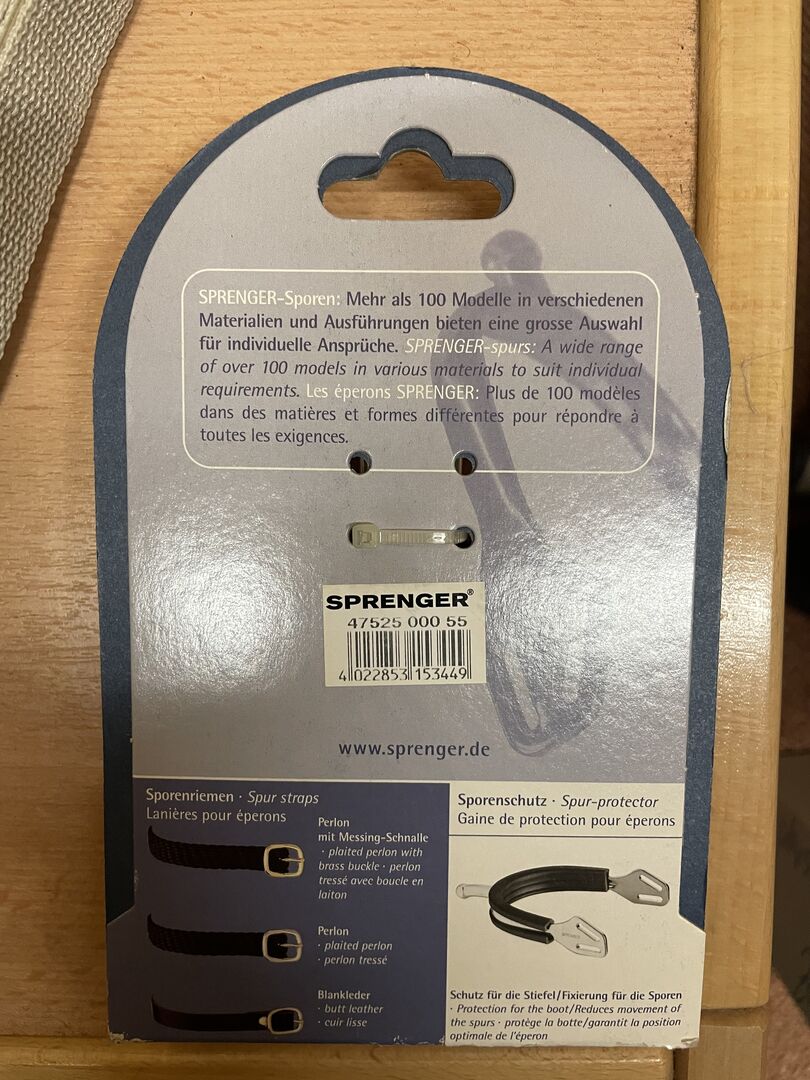 SPRENGER-Sporen: Mehr als 100 Modelle in verschiedenen
Materialien und Ausführungen bieten eine grosse Auswahl
für individuelle Ansprüche. SPRENGER-spurs: A wide range
of over 100 models in various materials to suit individual
requirements. Les éperons SPRENGER: Plus de 100 modèles
dans des matières et formes différentes pour répondre à
toutes les exigences.
SPRENGER®
47525 000 55
4 022853 153449
www.sprenger.de
Sporenriemen · Spur straps
Lanières pour éperons
Perlon
mit Messing-Schnalle
· plaited perlon with
brass buckle · perlon
tressé avec boucle en
laiton
Perlon
· plaited perlon
· perlon tressé
Blankleder
· butt leather
· cuir lisse
Sporenschutz · Spur-protector
Gaine de protection pour éperons
SPRENGER
Schutz für die Stiefel/Fixierung für die Sporen
· Protection for the boot/Reduces movement of
the spurs · protège la botte/garantit la position
optimale de l'éperon